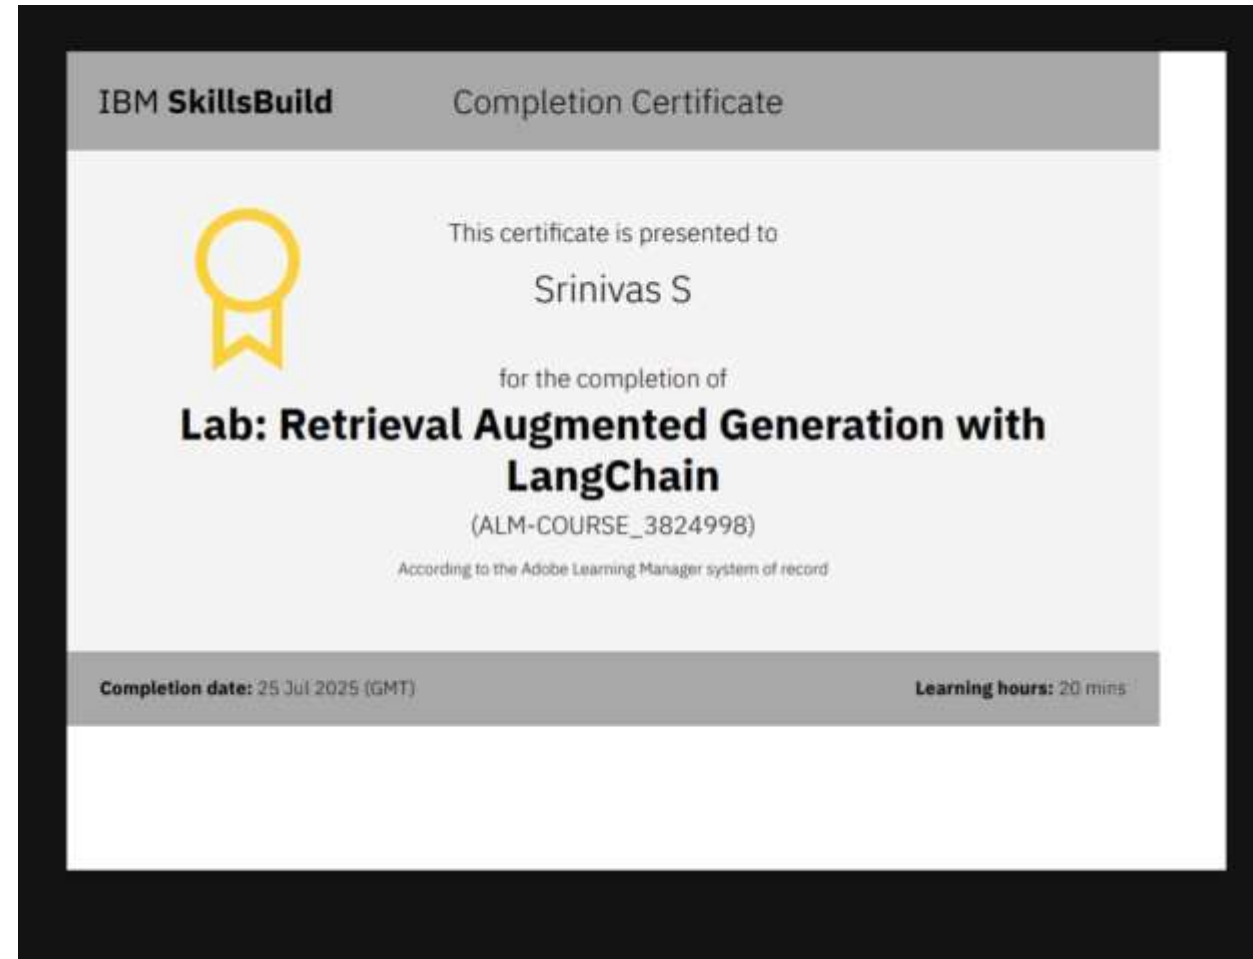 IBM SkillsBuild
Completion Certificate
This certificate is presented to
Srinivas S
for the completion of
Lab: Retrieval Augmented Generation with
LangChain
(ALM-COURSE_3824998)
According to the Adobe Learning Manager system of record
Completion date: 25 Jul 2025 (GMT)
Learning hours: 20 mins